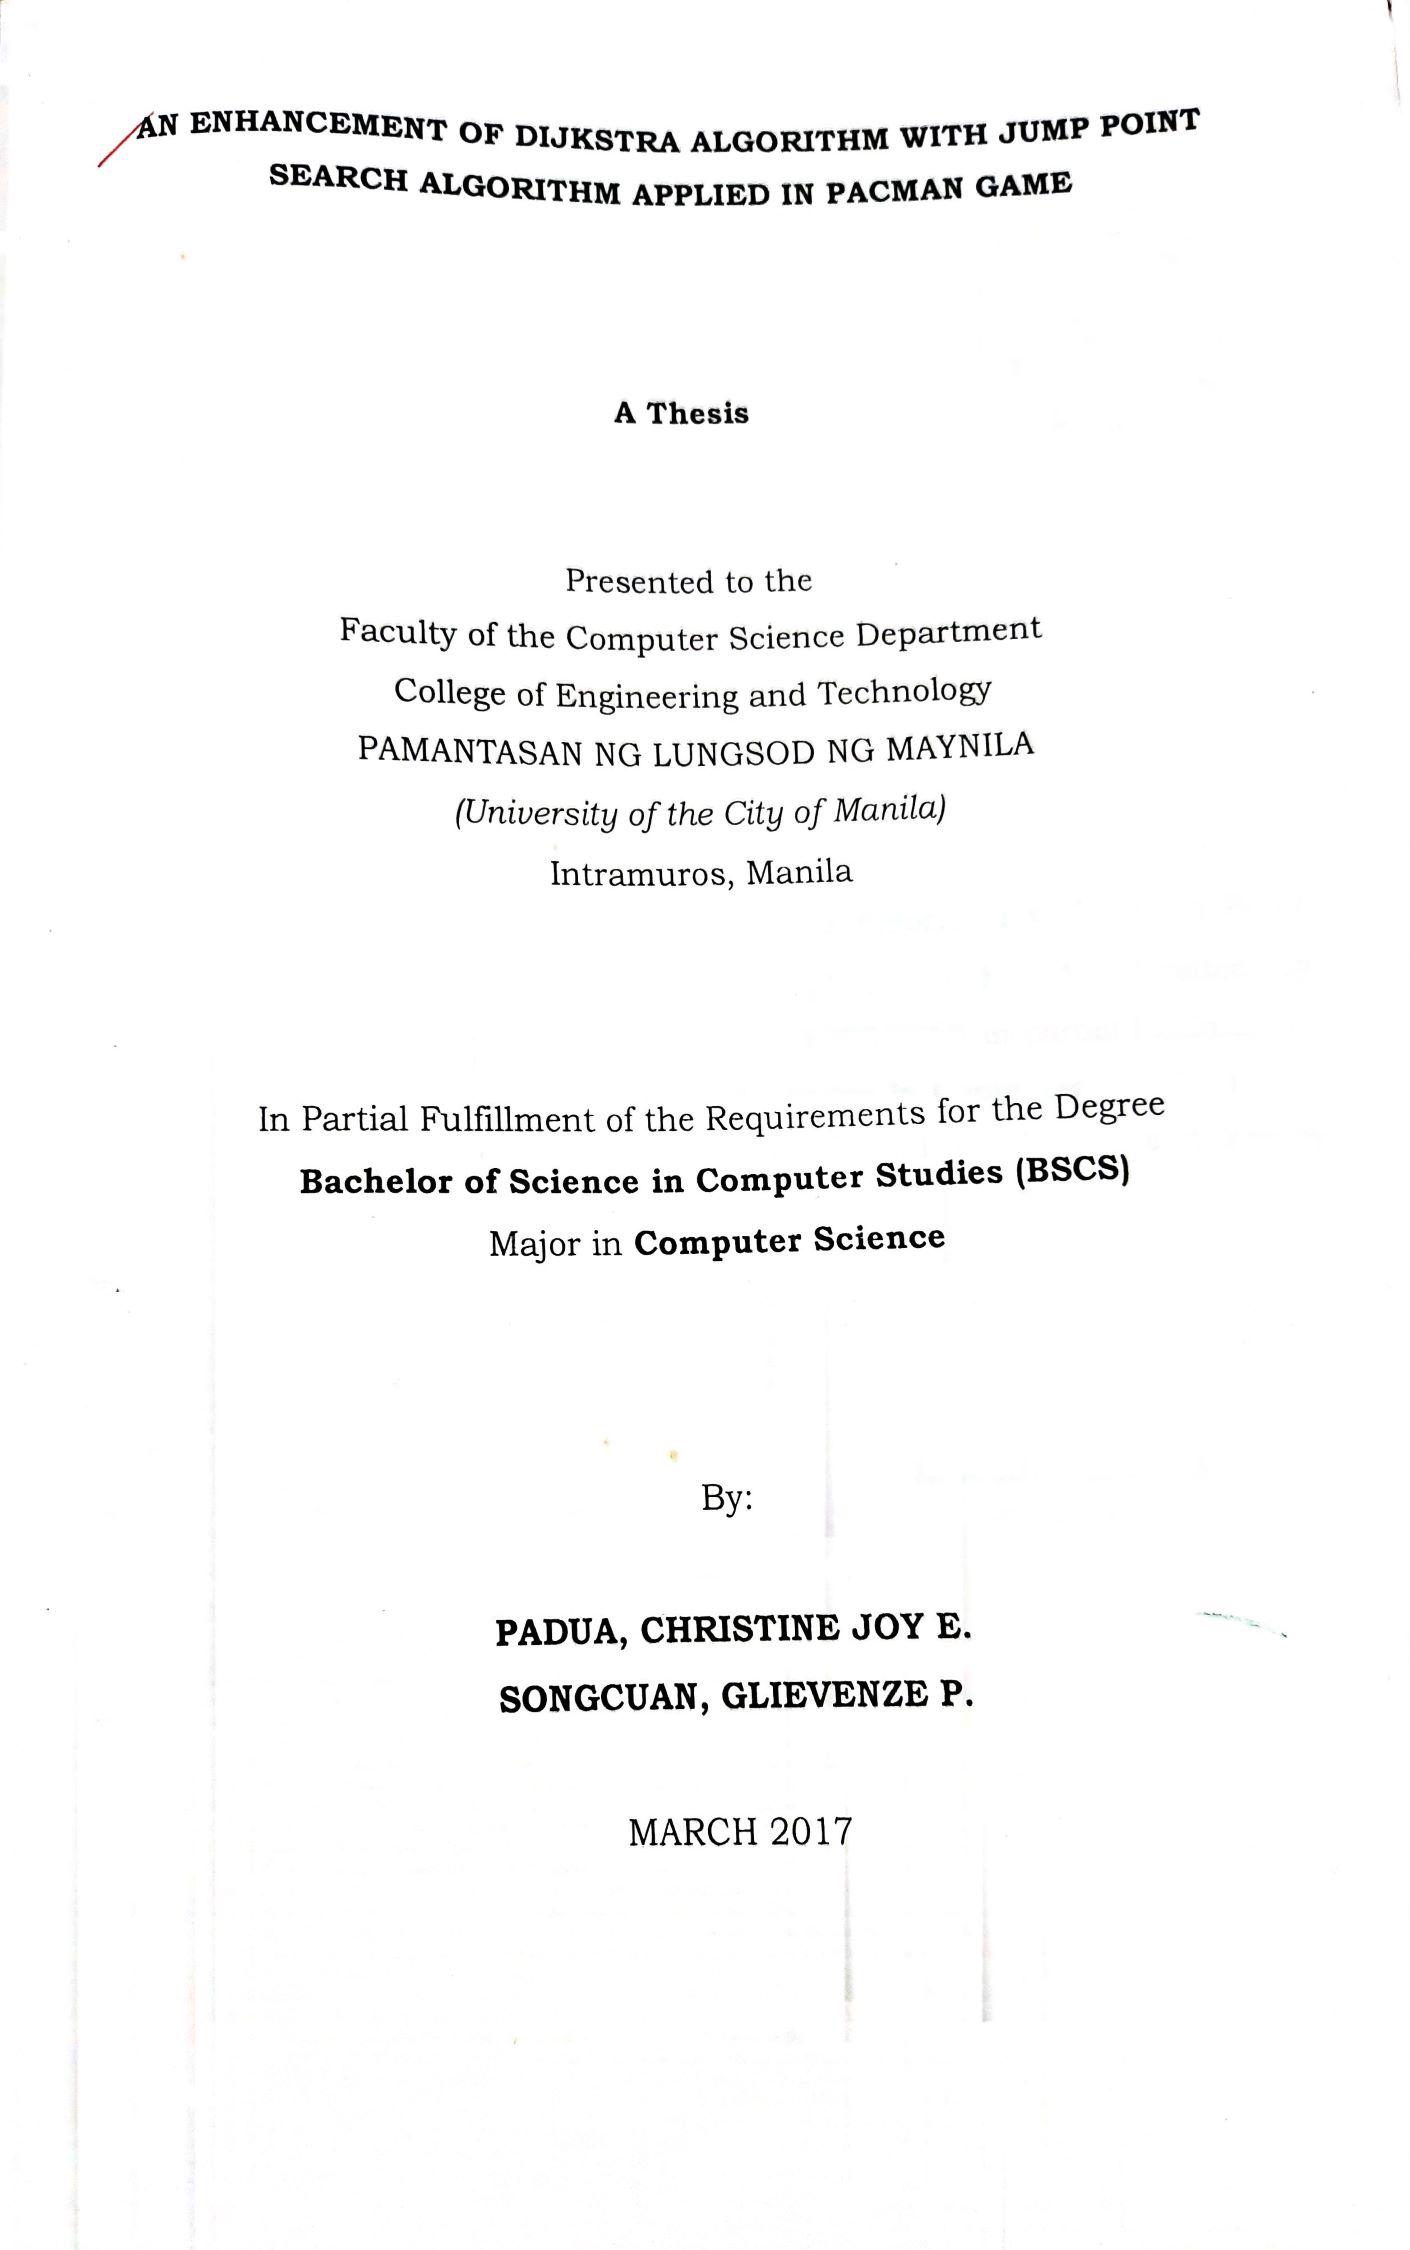 AN ENHANCEMENT OF DIJKSTRA ALGORITHM WITH JUMP POINT
SEARCH ALGORITHM APPLIED IN PACMAN GAME
A Thesis
Presented to the
Faculty of the Computer Science Department
College of Engineering and Technology
PAMANTASAN NG LUNGSOD NG MAYNILA
(University of the City of Manila)
Intramuros, Manila
In Partial Fulfillment of the Requirements for the Degree
Bachelor of Science in Computer Studies (BSCS)
Major in Computer Science
By:
PADUA, CHRISTINE JOY E.
SONGCUAN, GLIEVENZE P.
MARCH 2017